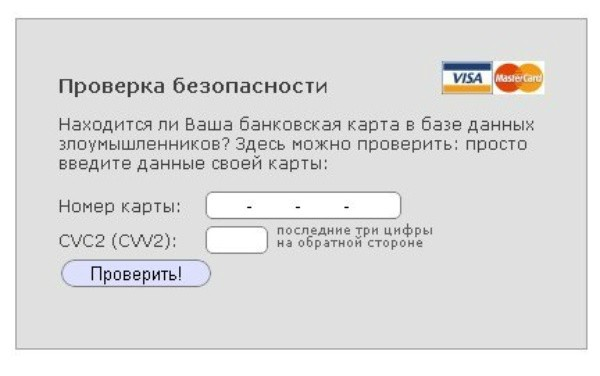 Проверка безопасности
VISA MasterCard
Находится ли Ваша банковская карта в базе данных
злоумышленников? Здесь можно проверить: просто
введите данные своей карты:
Номер карты: - - -
CVC2 (CVV2): последние три цифры
на обратной стороне
Проверить!